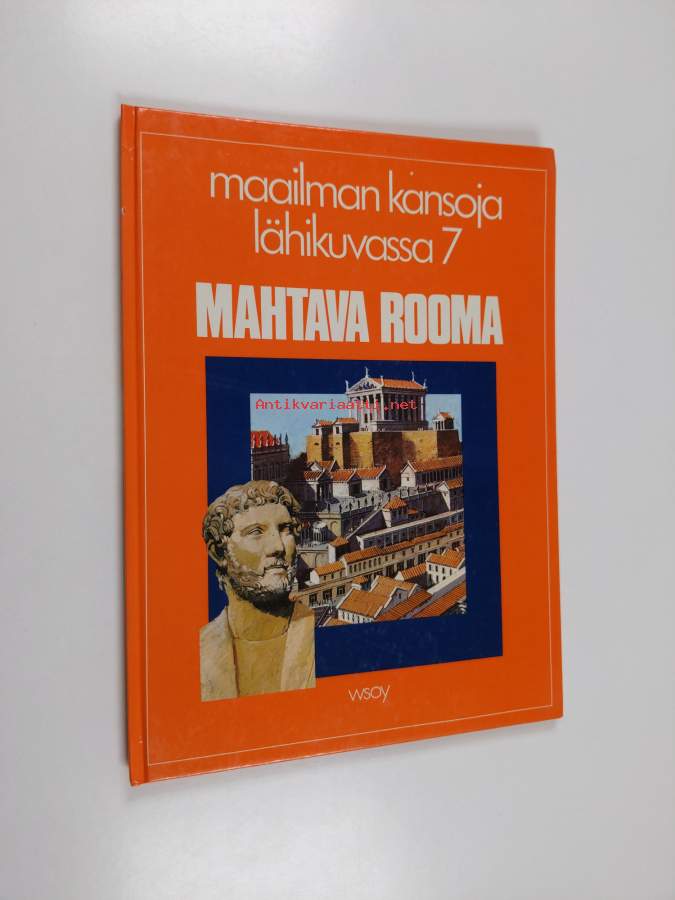 maailman kansoja
lähikuvassa 7
MAHTAVA ROOMA
Antikvariaatti.net
wsoy